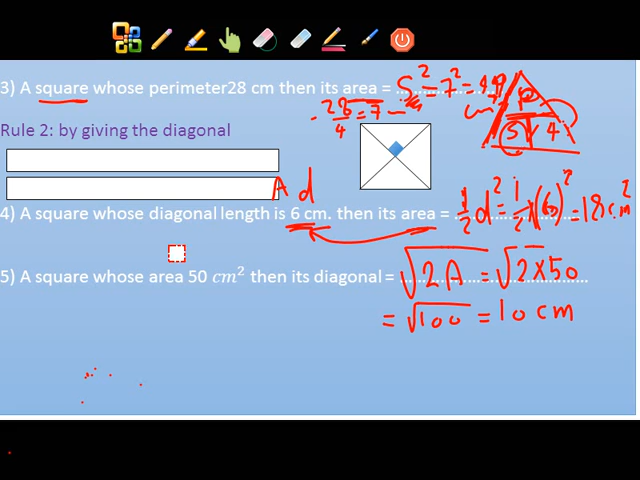 3) A square whose perimeter28 cm then its area = S² = 7² = 49
28/4 = 7 cm
P
S 4
Rule 2: by giving the diagonal
A d
4) A square whose diagonal length is 6 cm. then its area = 1/2 d² = 1/2 × (6)² = 18 cm²
5) A square whose area 50 cm² then its diagonal = √2A = √2×50
= √100 = 10 cm